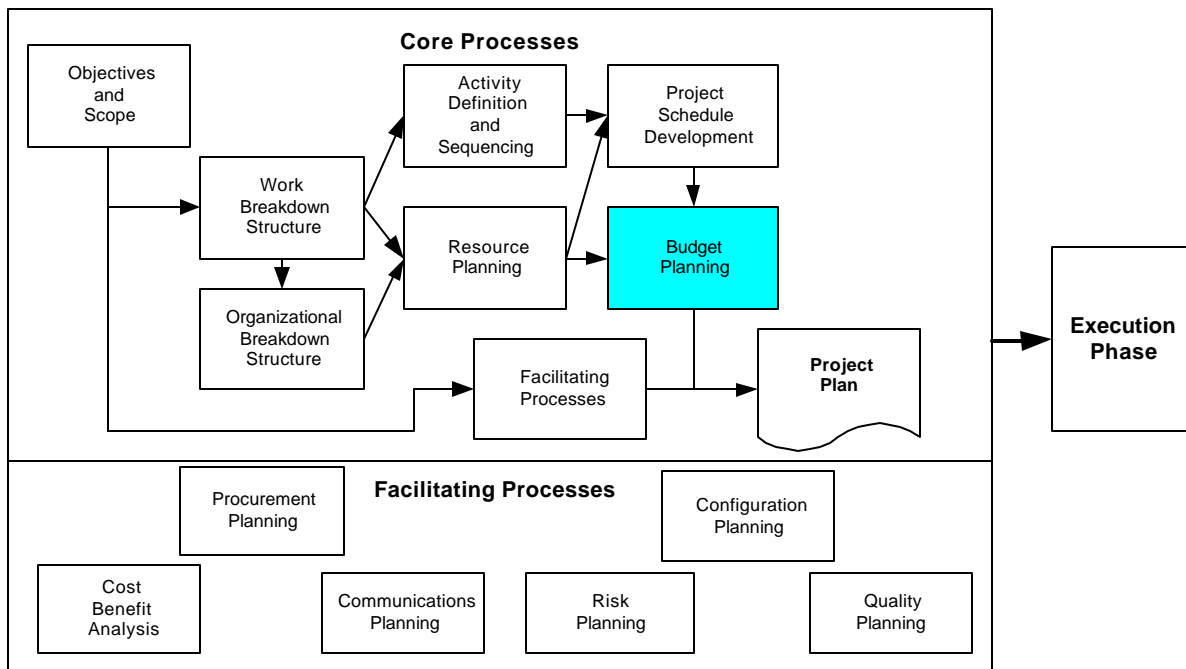 Core Processes
Objectives
and
Scope
Activity
Definition
and
Sequencing
Project
Schedule
Development
Work
Breakdown
Structure
Resource
Planning
Budget
Planning
Organizational
Breakdown
Structure
Facilitating
Processes
Project
Plan
Execution
Phase
Facilitating Processes
Procurement
Planning
Configuration
Planning
Cost
Benefit
Analysis
Communications
Planning
Risk
Planning
Quality
Planning